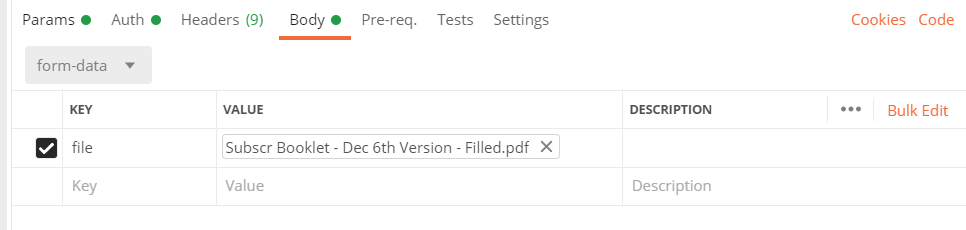 Params Auth Headers (9) Body Pre-req. Tests Settings Cookies Code
form-data
KEY VALUE DESCRIPTION ••• Bulk Edit
file Subscr Booklet - Dec 6th Version - Filled.pdf
Key Value Description